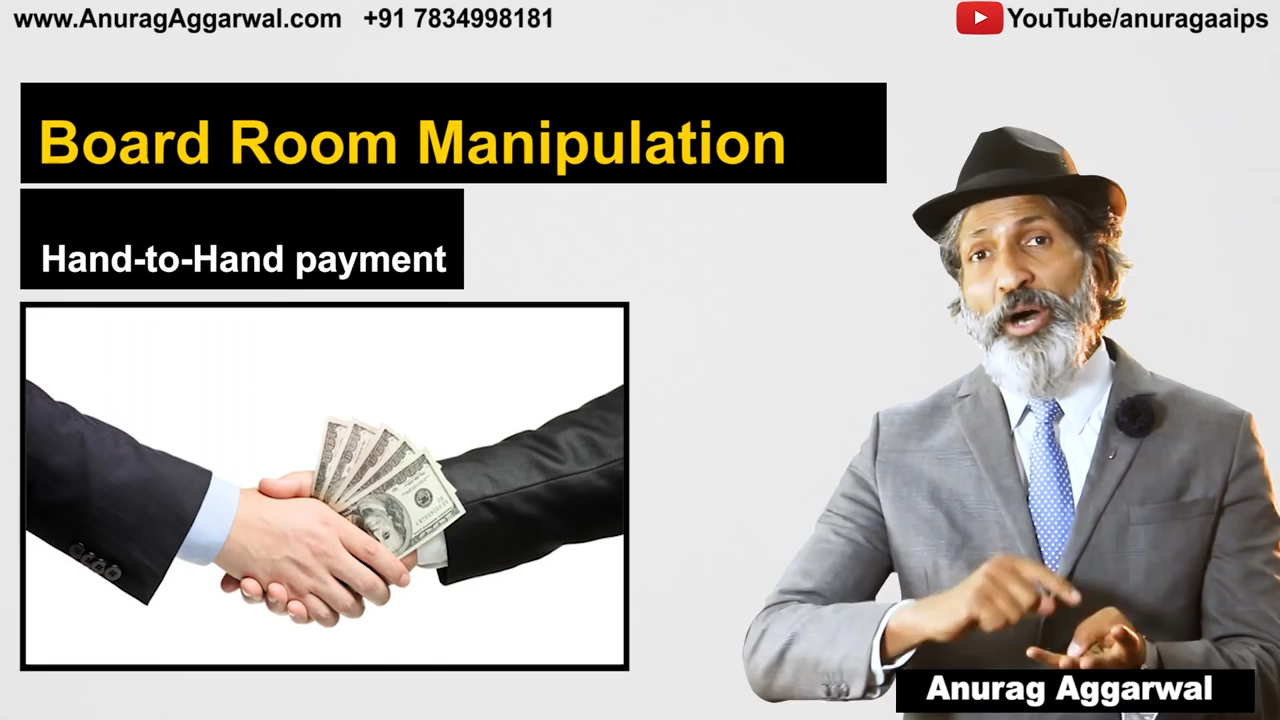 www.AnuragAggarwal.com +91 7834998181
YouTube/anuragaaips
Board Room Manipulation
Hand-to-Hand payment
Anurag Aggarwal